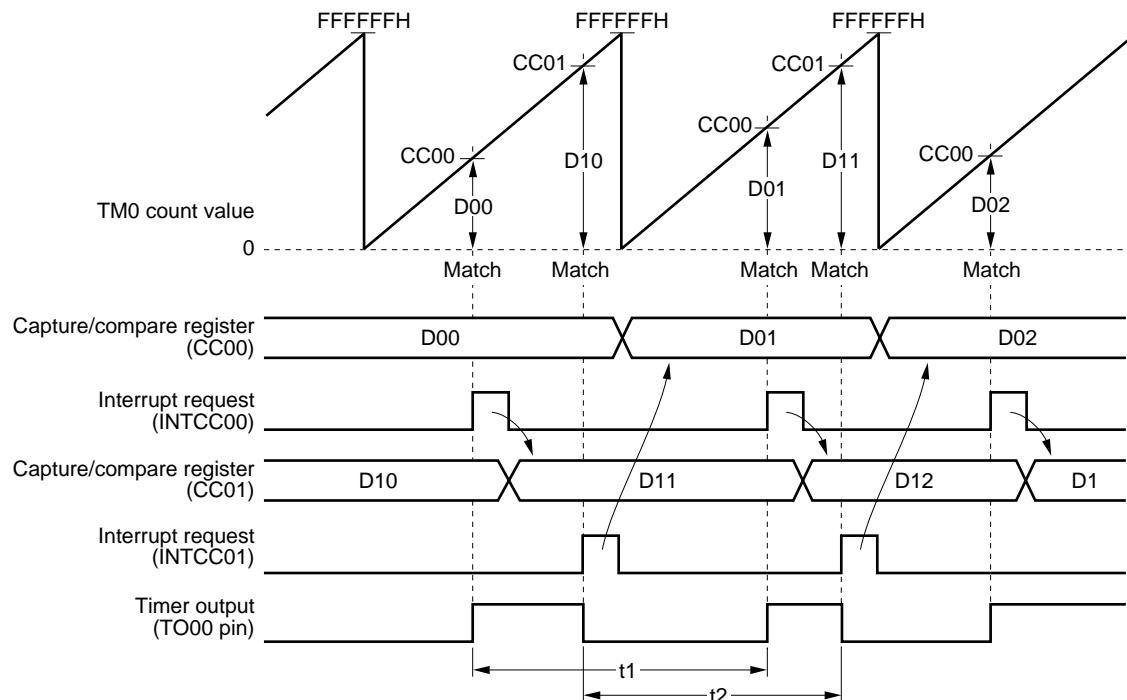 FFFFFFH FFFFFFH FFFFFFH
CC01 CC01
CC00 CC00 CC00
D10 D11
D00 D01 D02
TM0 count value
0
Match Match Match Match Match
Capture/compare register
(CC00)
D00 D01 D02
Interrupt request
(INTCC00)
Capture/compare register
(CC01)
D10 D11 D12 D1
Interrupt request
(INTCC01)
Timer output
(TO00 pin)
t1
t2